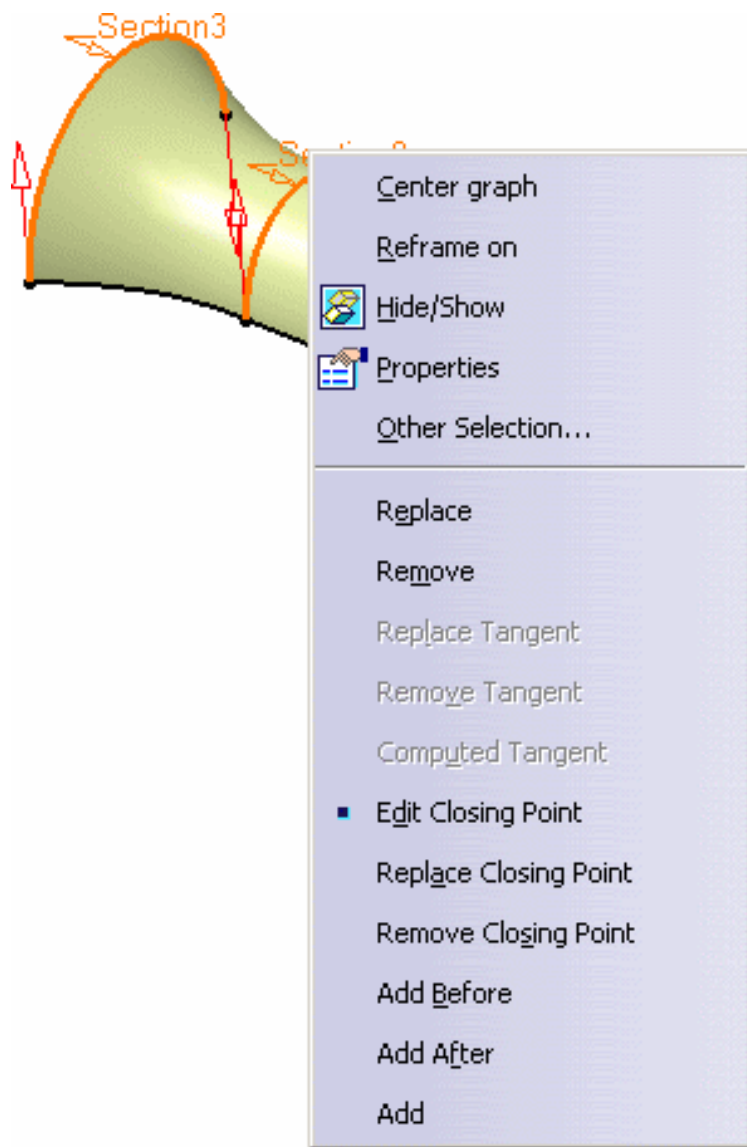 Section3
Center graph
Reframe on
Hide/Show
Properties
Other Selection...
Replace
Remove
Replace Tangent
Remove Tangent
Computed Tangent
Edit Closing Point
Replace Closing Point
Remove Closing Point
Add Before
Add After
Add